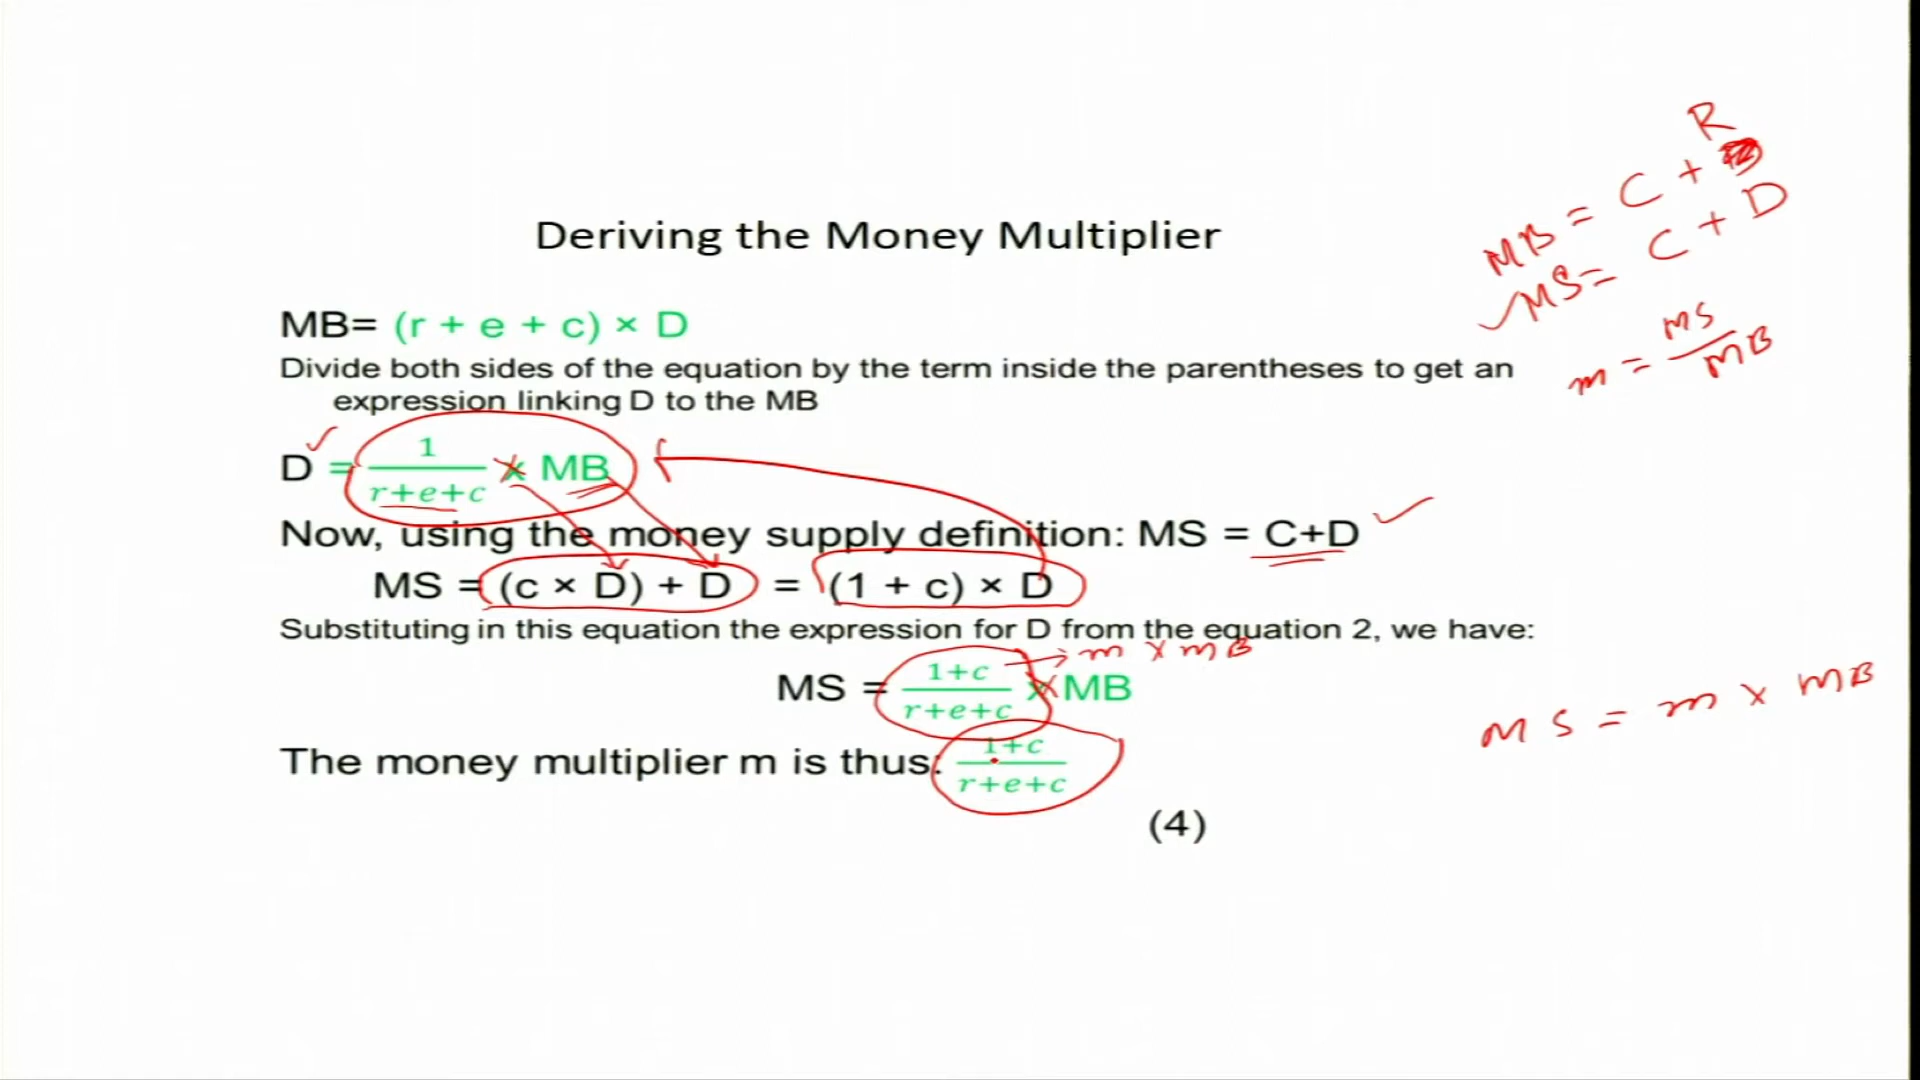 Deriving the Money Multiplier
MB = C + R
MS = C + D
m = MS / MB
MB= (r + e + c) × D
Divide both sides of the equation by the term inside the parentheses to get an
expression linking D to the MB
D = 1 / r+e+c × MB
Now, using the money supply definition: MS = C+D
MS = (c × D) + D = (1 + c) × D
Substituting in this equation the expression for D from the equation 2, we have:
m × MB
MS = 1+c / r+e+c × MB
MS = m × MB
The money multiplier m is thus: 1+c / r+e+c
(4)